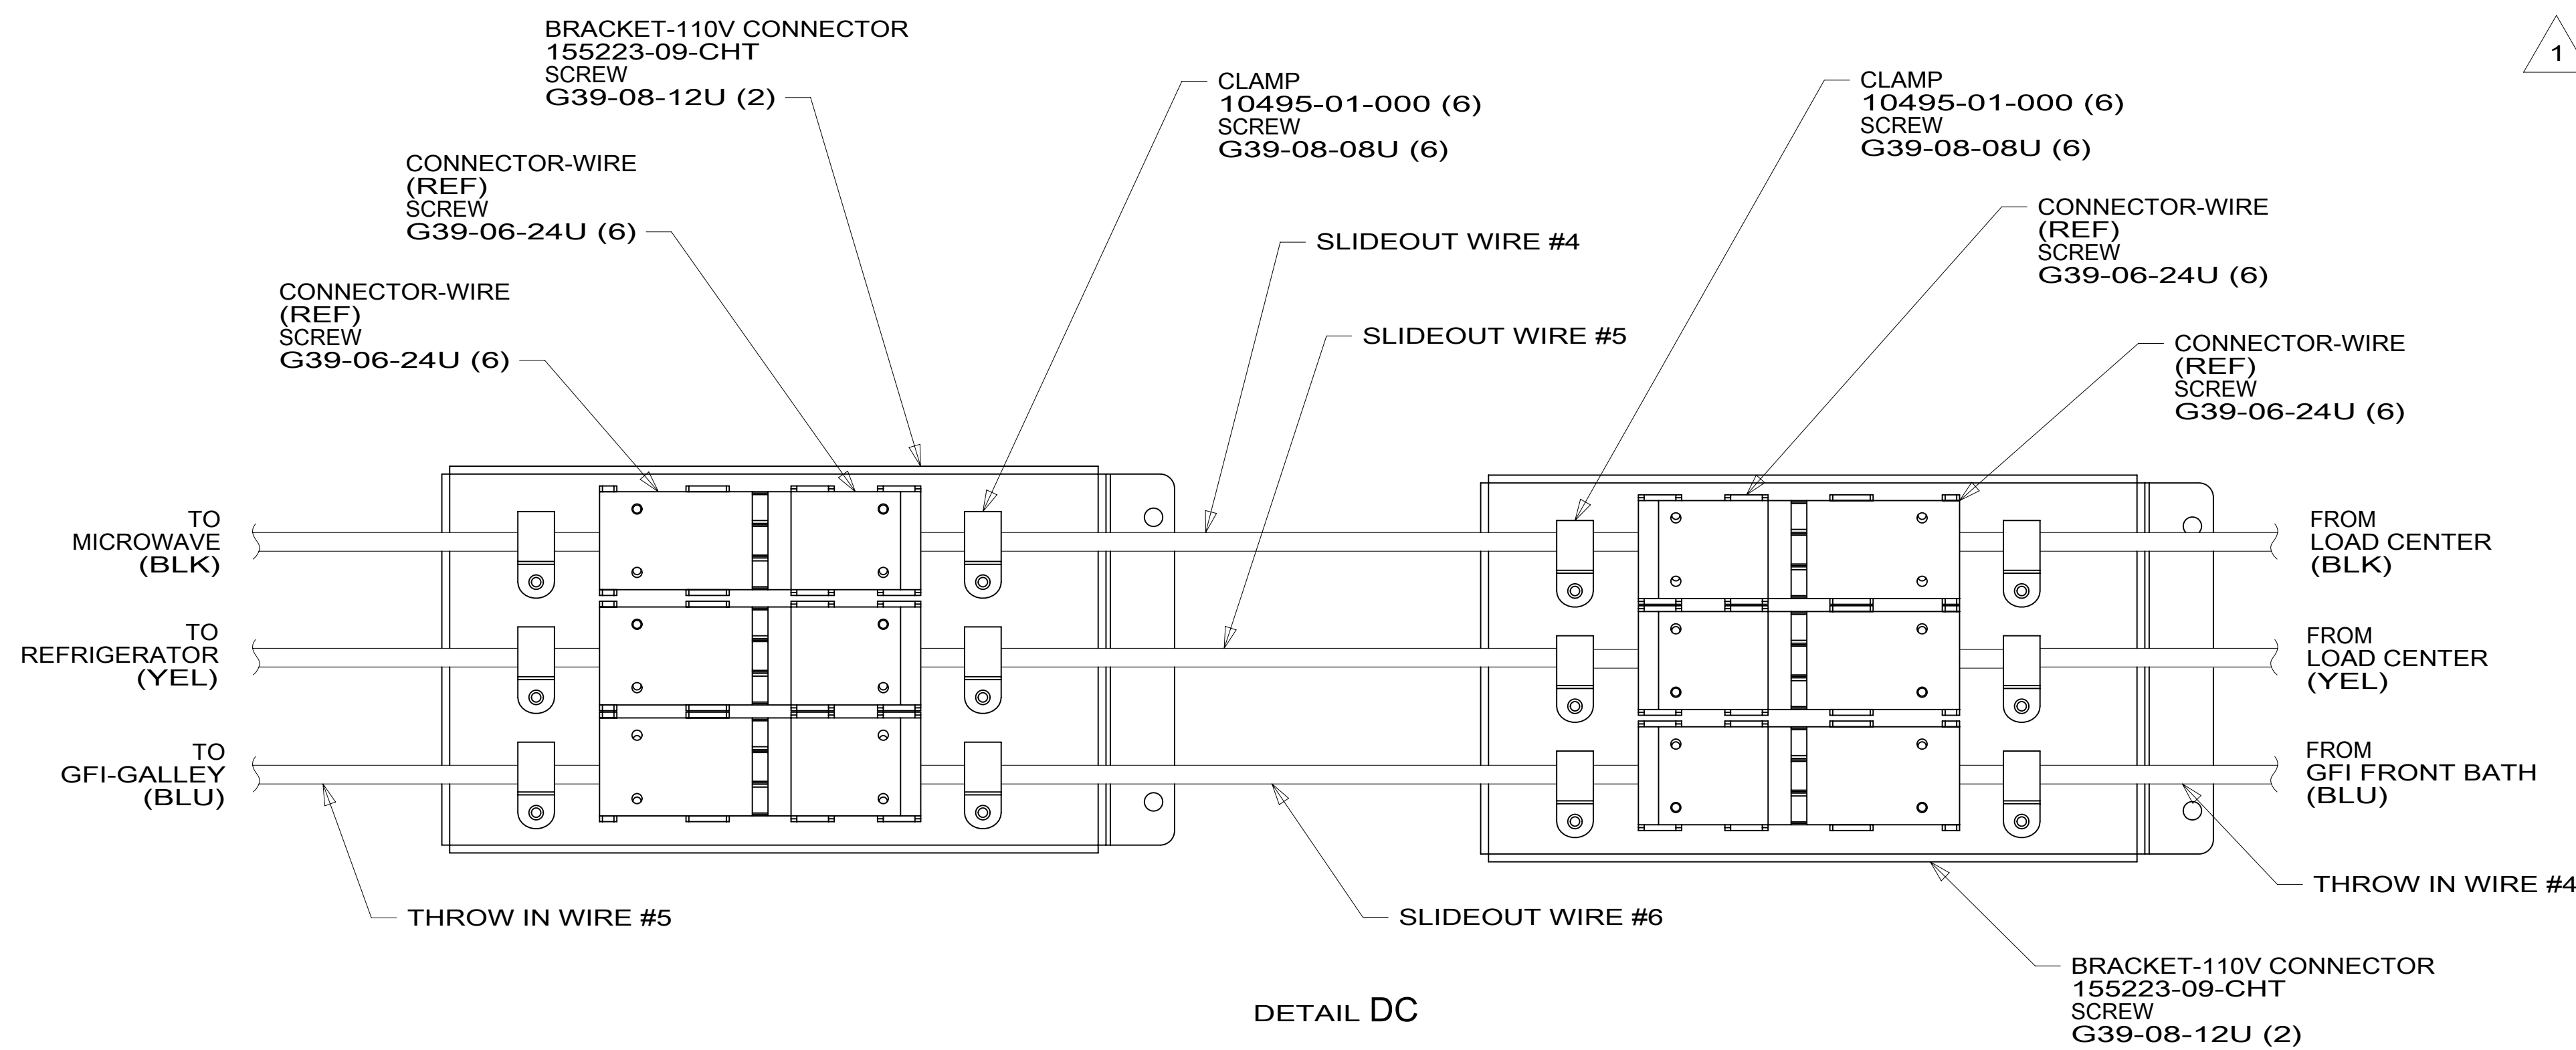 BRACKET-110V CONNECTOR
155223-09-CHT
SCREW
G39-08-12U (2)
CLAMP
10495-01-000 (6)
SCREW
G39-08-08U (6)
CLAMP
10495-01-000 (6)
SCREW
G39-08-08U (6)
1
CONNECTOR-WIRE
(REF)
SCREW
G39-06-24U (6)
SLIDEOUT WIRE #4
CONNECTOR-WIRE
(REF)
SCREW
G39-06-24U (6)
CONNECTOR-WIRE
(REF)
SCREW
G39-06-24U (6)
SLIDEOUT WIRE #5
CONNECTOR-WIRE
(REF)
SCREW
G39-06-24U (6)
TO
MICROWAVE
(BLK)
FROM
LOAD CENTER
(BLK)
TO
REFRIGERATOR
(YEL)
FROM
LOAD CENTER
(YEL)
TO
GFI-GALLEY
(BLU)
FROM
GFI FRONT BATH
(BLU)
THROW IN WIRE #5
SLIDEOUT WIRE #6
THROW IN WIRE #4
BRACKET-110V CONNECTOR
155223-09-CHT
SCREW
G39-08-12U (2)
DETAIL DC